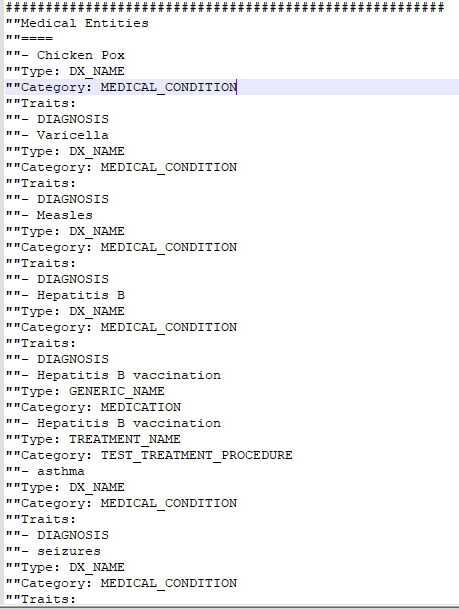 #######################################################
""Medical Entities
""====
""- Chicken Pox
""Type: DX_NAME
""Category: MEDICAL_CONDITION
""Traits:
""- DIAGNOSIS
""- Varicella
""Type: DX_NAME
""Category: MEDICAL_CONDITION
""Traits:
""- DIAGNOSIS
""- Measles
""Type: DX_NAME
""Category: MEDICAL_CONDITION
""Traits:
""- DIAGNOSIS
""- Hepatitis B
""Type: DX_NAME
""Category: MEDICAL_CONDITION
""Traits:
""- DIAGNOSIS
""- Hepatitis B vaccination
""Type: GENERIC_NAME
""Category: MEDICATION
""- Hepatitis B vaccination
""Type: TREATMENT_NAME
""Category: TEST_TREATMENT_PROCEDURE
""- asthma
""Type: DX_NAME
""Category: MEDICAL_CONDITION
""Traits:
""- DIAGNOSIS
""- seizures
""Type: DX_NAME
""Category: MEDICAL_CONDITION
""Traits: